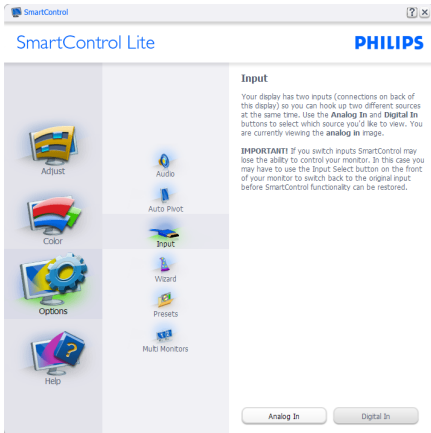 SmartControl
SmartControl Lite
PHILIPS
Adjust
Color
Options
Help
Audio
Auto Pivot
Input
Wizard
Presets
Multi Monitors
Input
Your display has two inputs (connections on back of
this display) so you can hook up two different sources
at the same time. Use the Analog In and Digital In
buttons to select which source you'd like to view. You
are currently viewing the analog in image.
IMPORTANT! If you switch inputs SmartControl may
lose the ability to control your monitor. In this case you
may have to use the Input Select button on the front
of your monitor to switch back to the original input
before SmartControl functionality can be restored.
Analog In
Digital In